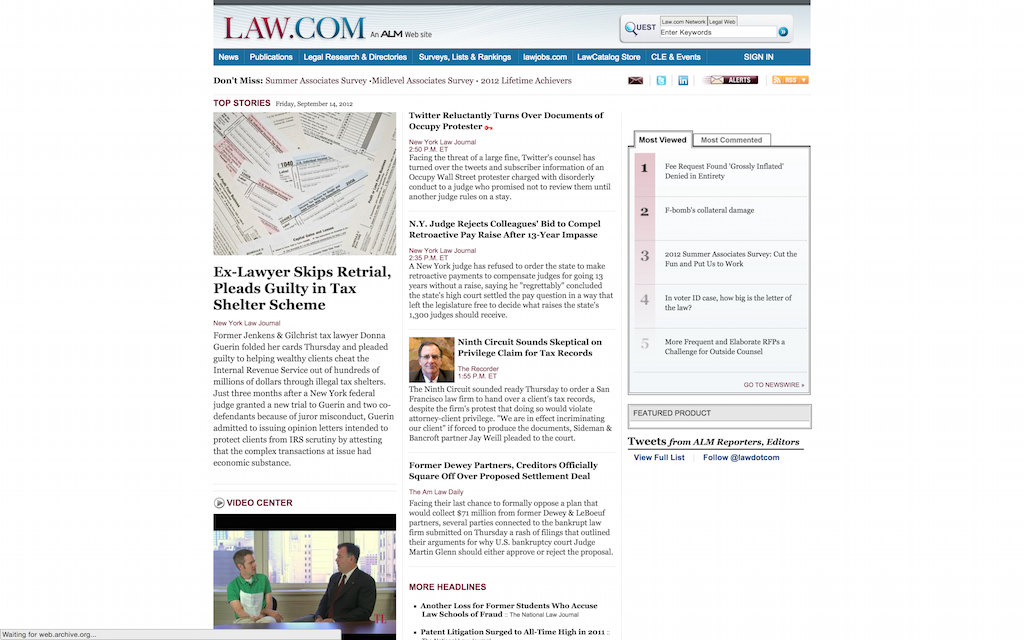 LAW.COM An ALM Web site
QUEST
Law.com Network Legal Web
Enter Keywords
News Publications Legal Research & Directories Surveys, Lists & Rankings lawjobs.com LawCatalog Store CLE & Events SIGN IN
Don't Miss: Summer Associates Survey •Midlevel Associates Survey • 2012 Lifetime Achievers
ALERTS
RSS
TOP STORIES Friday, September 14, 2012
1040
Ex-Lawyer Skips Retrial,
Pleads Guilty in Tax
Shelter Scheme
New York Law Journal
Former Jenkens & Gilchrist tax lawyer Donna
Guerin folded her cards Thursday and pleaded
guilty to helping wealthy clients cheat the
Internal Revenue Service out of hundreds of
millions of dollars through illegal tax shelters.
Just three months after a New York federal
judge granted a new trial to Guerin and two co-
defendants because of juror misconduct, Guerin
admitted to issuing opinion letters intended to
protect clients from IRS scrutiny by attesting
that the complex transactions at issue had
economic substance.
VIDEO CENTER
Twitter Reluctantly Turns Over Documents of
Occupy Protester
New York Law Journal
2:50 P.M. ET
Facing the threat of a large fine, Twitter's counsel has
turned over the tweets and subscriber information of an
Occupy Wall Street protester charged with disorderly
conduct to a judge who promised not to review them until
another judge rules on a stay.
N.Y. Judge Rejects Colleagues' Bid to Compel
Retroactive Pay Raise After 13-Year Impasse
New York Law Journal
2:35 P.M. ET
A New York judge has refused to order the state to make
retroactive payments to compensate judges for going 13
years without a raise, saying he "regrettably" concluded
the state's high court settled the pay question in a way that
left the legislature free to decide what raises the state's
1,300 judges should receive.
Ninth Circuit Sounds Skeptical on
Privilege Claim for Tax Records
The Recorder
1:55 P.M. ET
The Ninth Circuit sounded ready Thursday to order a San
Francisco law firm to hand over a client's tax records,
despite the firm's protest that doing so would violate
attorney-client privilege. "We are in effect incriminating
our client" if forced to produce the documents, Sideman &
Bancroft partner Jay Weill pleaded to the court.
Former Dewey Partners, Creditors Officially
Square Off Over Proposed Settlement Deal
The Am Law Daily
Facing their last chance to formally oppose a plan that
would collect $71 million from former Dewey & LeBoeuf
partners, several parties connected to the bankrupt law
firm submitted on Thursday a rash of filings that outlined
their arguments for why U.S. bankruptcy court Judge
Martin Glenn should either approve or reject the proposal.
MORE HEADLINES
• Another Loss for Former Students Who Accuse
Law Schools of Fraud :: The National Law Journal
• Patent Litigation Surged to All-Time High in 2011 ::
Most Viewed Most Commented
1 Fee Request Found 'Grossly Inflated'
Denied in Entirety
2 F-bomb's collateral damage
3 2012 Summer Associates Survey: Cut the
Fun and Put Us to Work
4 In voter ID case, how big is the letter of
the law?
5 More Frequent and Elaborate RFPs a
Challenge for Outside Counsel
GO TO NEWSWIRE »
FEATURED PRODUCT
Tweets from ALM Reporters, Editors
View Full List Follow @lawdotcom
Waiting for web.archive.org...